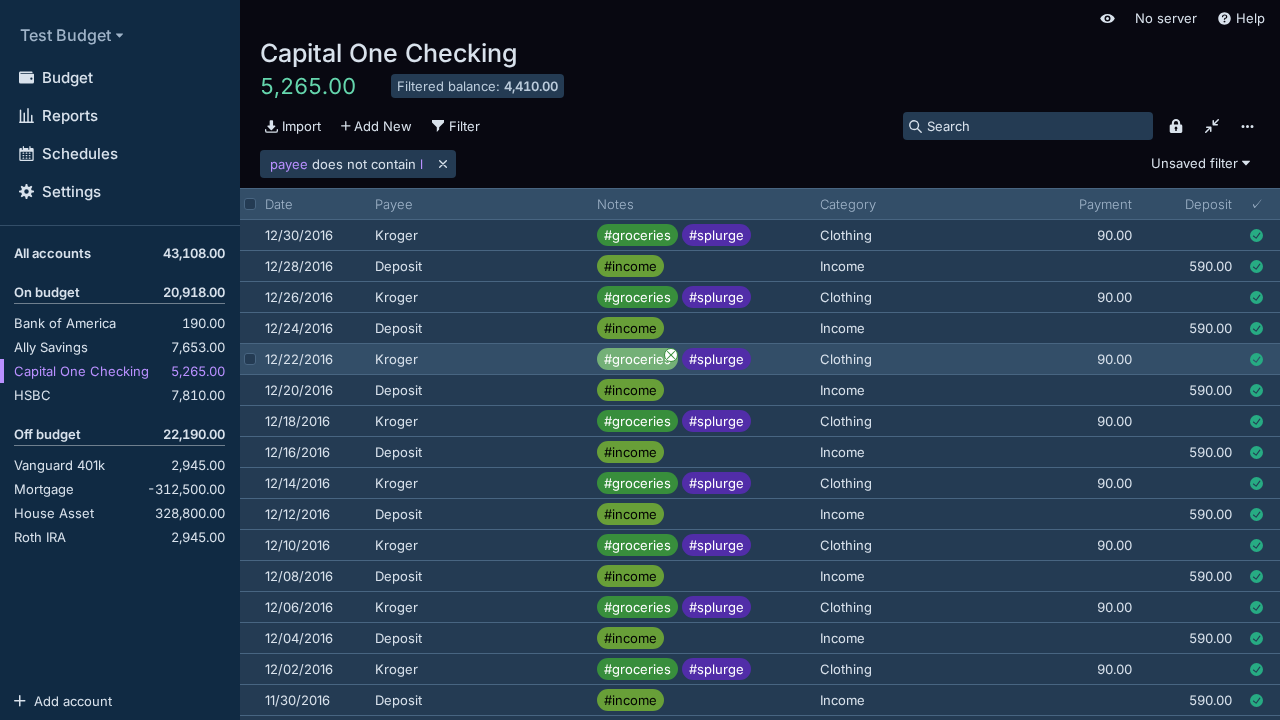 Test Budget
Budget
Reports
Schedules
Settings
All accounts 43,108.00
On budget 20,918.00
Bank of America 190.00
Ally Savings 7,653.00
Capital One Checking 5,265.00
HSBC 7,810.00
Off budget 22,190.00
Vanguard 401k 2,945.00
Mortgage -312,500.00
House Asset 328,800.00
Roth IRA 2,945.00
Add account
No server Help
Capital One Checking
5,265.00 Filtered balance: 4,410.00
Import Add New Filter Search
payee does not contain l
Unsaved filter
Date Payee Notes Category Payment Deposit ✓
12/30/2016 Kroger #groceries #splurge Clothing 90.00
12/28/2016 Deposit #income Income 590.00
12/26/2016 Kroger #groceries #splurge Clothing 90.00
12/24/2016 Deposit #income Income 590.00
12/22/2016 Kroger #groceries #splurge Clothing 90.00
12/20/2016 Deposit #income Income 590.00
12/18/2016 Kroger #groceries #splurge Clothing 90.00
12/16/2016 Deposit #income Income 590.00
12/14/2016 Kroger #groceries #splurge Clothing 90.00
12/12/2016 Deposit #income Income 590.00
12/10/2016 Kroger #groceries #splurge Clothing 90.00
12/08/2016 Deposit #income Income 590.00
12/06/2016 Kroger #groceries #splurge Clothing 90.00
12/04/2016 Deposit #income Income 590.00
12/02/2016 Kroger #groceries #splurge Clothing 90.00
11/30/2016 Deposit #income Income 590.00